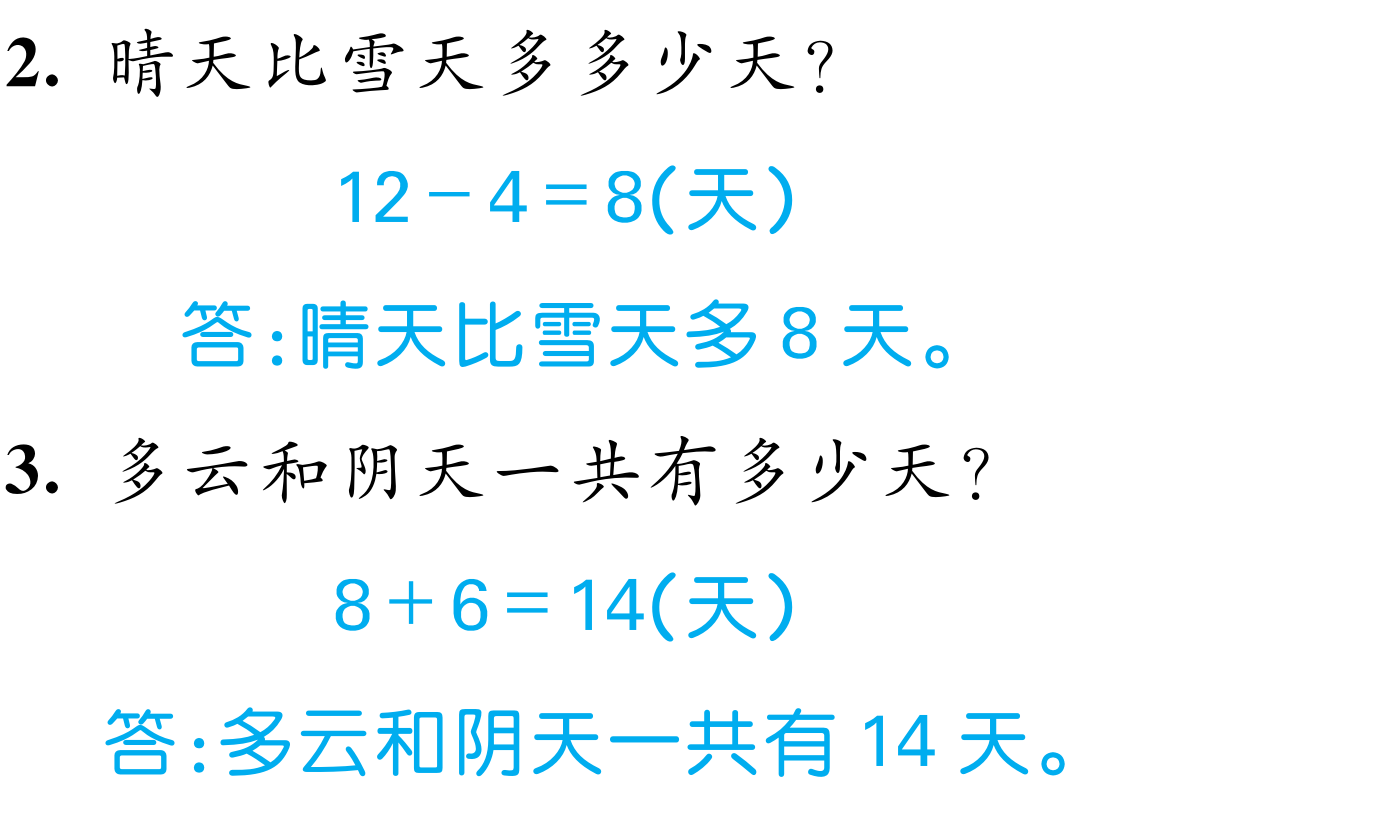 2. 晴天比雪天多多少天?
12-4=8(天)
答:晴天比雪天多 8 天。
3. 多云和阴天一共有多少天?
8+6=14(天)
答:多云和阴天一共有 14 天。